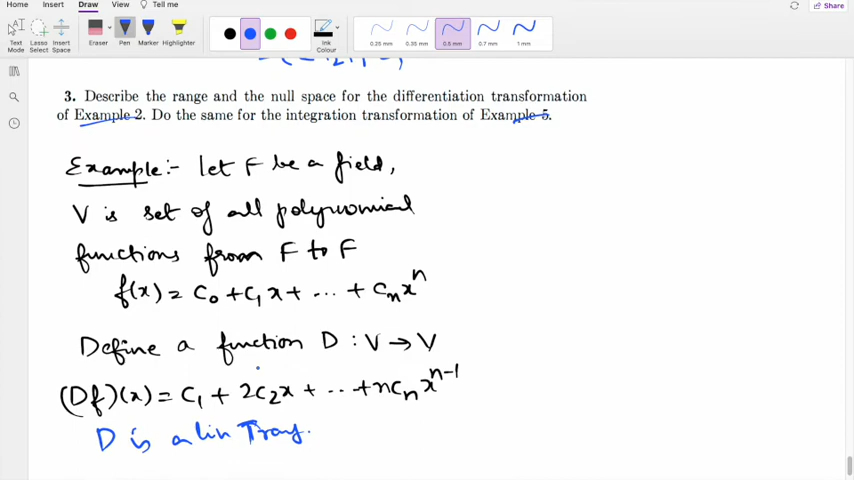 Home Insert Draw View Tell me
Share
Text Mode
Lasso Select
Insert Space
Eraser
Pen
Marker
Highlighter
Ink Colour
0.25 mm
0.35 mm
0.5 mm
0.7 mm
1 mm
3. Describe the range and the null space for the differentiation transformation
of Example 2. Do the same for the integration transformation of Example 5.
Example:- let F be a field,
V is set of all polynomial
functions from F to F
f(x) = c₀ + c₁x + ... + cₙxⁿ
Define a function D : V → V
(Df)(x) = c₁ + 2c₂x + ... + ncₙxⁿ⁻¹
D is a lin Tran.